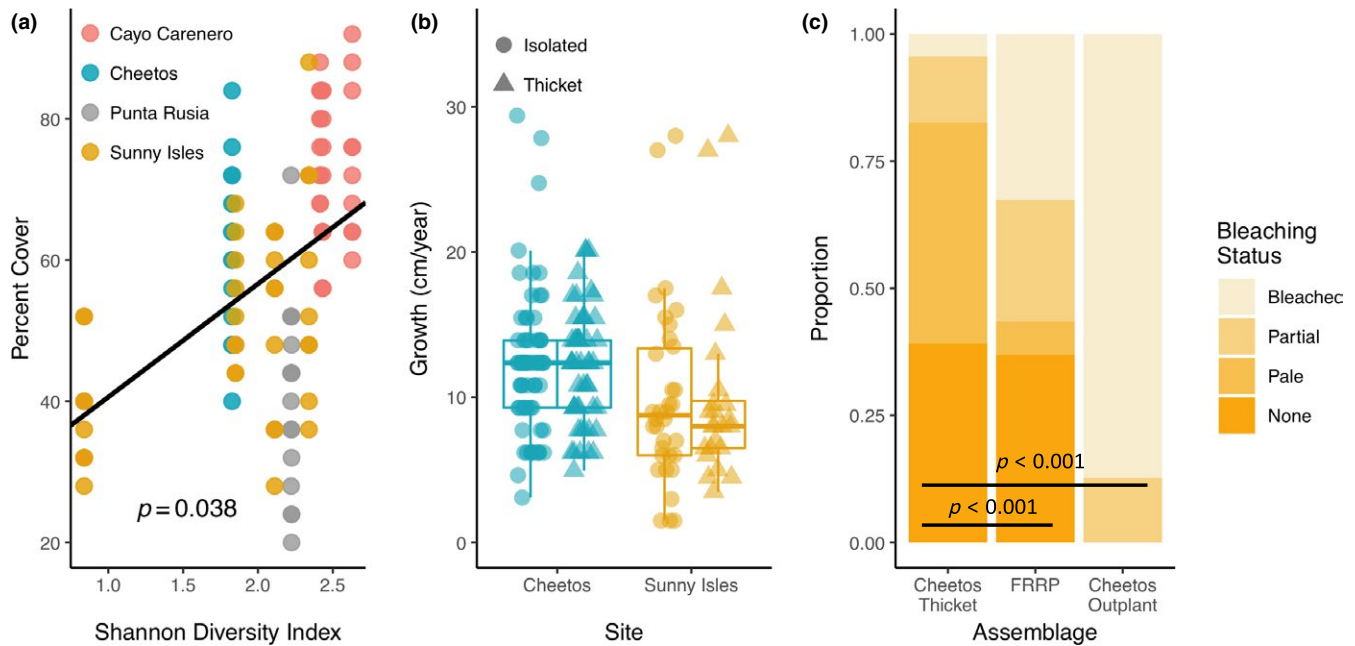 (a)
Cayo Carenero
Cheetos
Punta Rusia
Sunny Isles
Percent Cover
80
60
40
20
p = 0.038
1.0 1.5 2.0 2.5
Shannon Diversity Index
(b)
Isolated
Thicket
Growth (cm/year)
30
20
10
0
Cheetos Sunny Isles
Site
(c)
Proportion
1.00
0.75
0.50
0.25
0.00
p < 0.001
p < 0.001
Cheetos Thicket FRRP Cheetos Outplant
Assemblage
Bleaching
Status
Bleachec
Partial
Pale
None